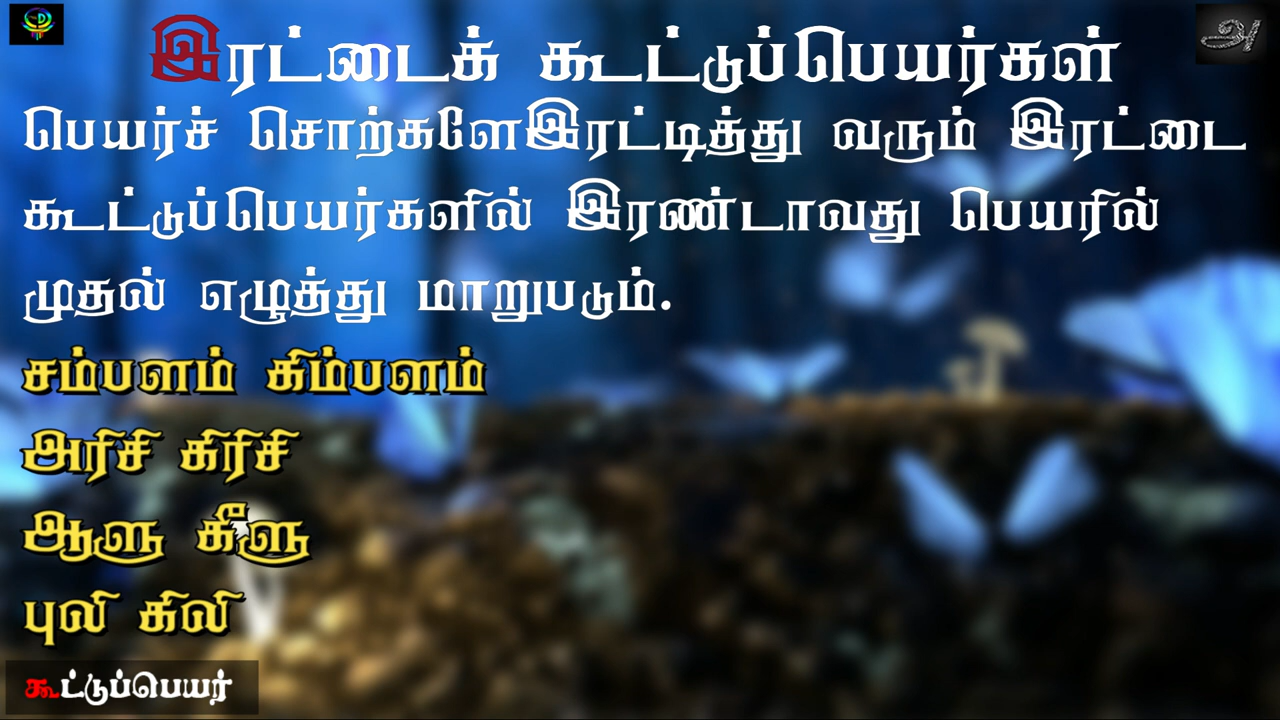 இரட்டைக் கூட்டுப்பெயர்கள்
பெயர்ச் சொற்களேஇரட்டித்து வரும் இரட்டை
கூட்டுப்பெயர்களில் இரண்டாவது பெயரில்
முதல் எழுத்து மாறுபடும்.
சம்பளம் கிம்பளம்
அரிசி கிரிசி
ஆளு கீளு
புலி கிலி
கூட்டுப்பெயர்
அ